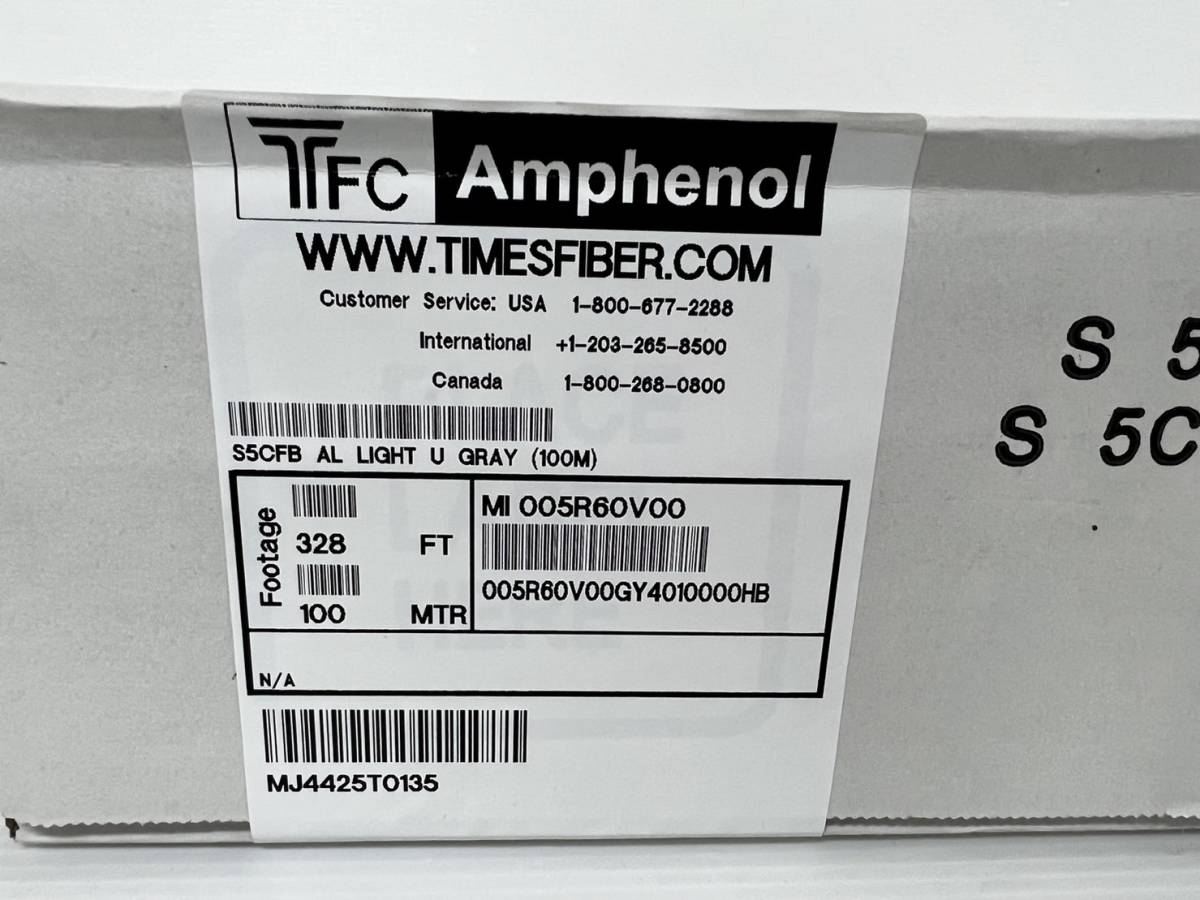 TFC Amphenol
WWW.TIMESFIBER.COM
Customer Service: USA 1-800-677-2288
International +1-203-265-8500
Canada 1-800-268-0800
S5CFB AL LIGHT U GRAY (100M)
Footage
328 FT
100 MTR
MI 005R60V00
005R60V00GY4010000HB
N/A
MJ4425T0135
S 5
S 5C